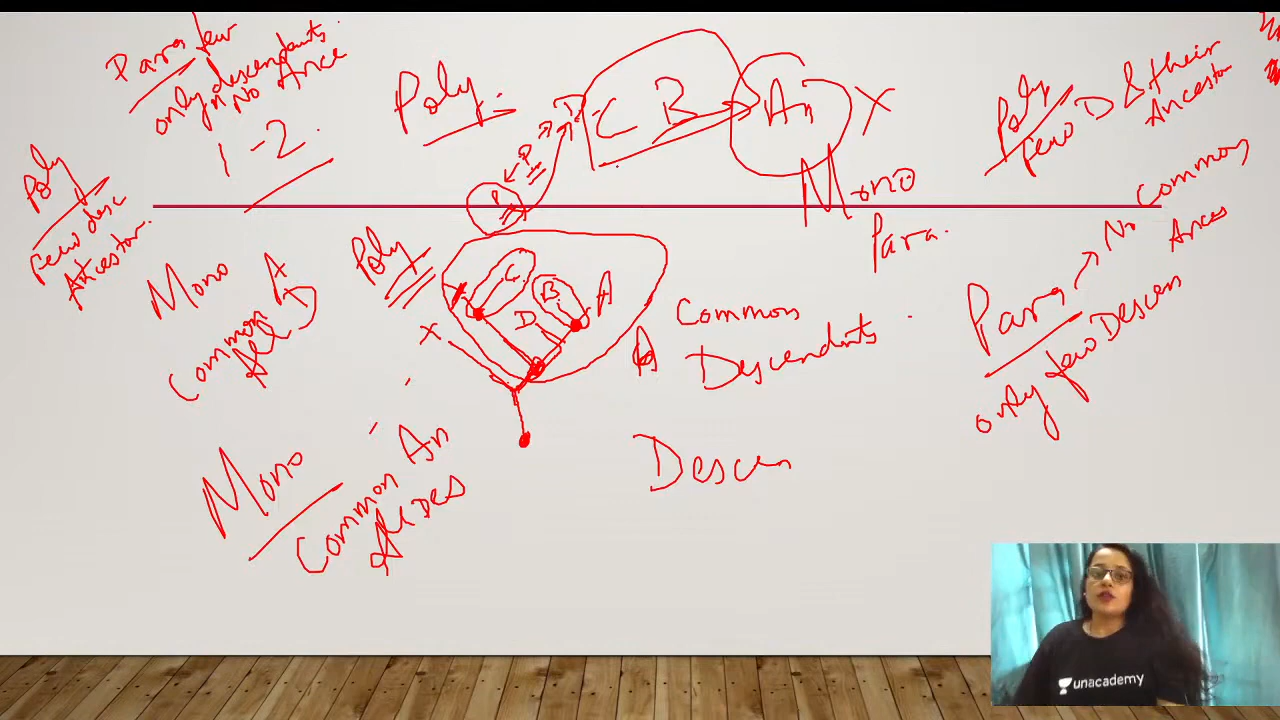 Para few
only descendants
n No Ance
1-2
Poly
few desc
Ancestor.
Mono
Common A
All D
Poly
D C B An X
P
P
Mono
Para.
Poly
few D & their
Ancestor
Para → No Common
Ances
only few Descen
Poly
C
B A
D
X
Common
Descendants
Descen
Mono
Common An
All Des
unacademy